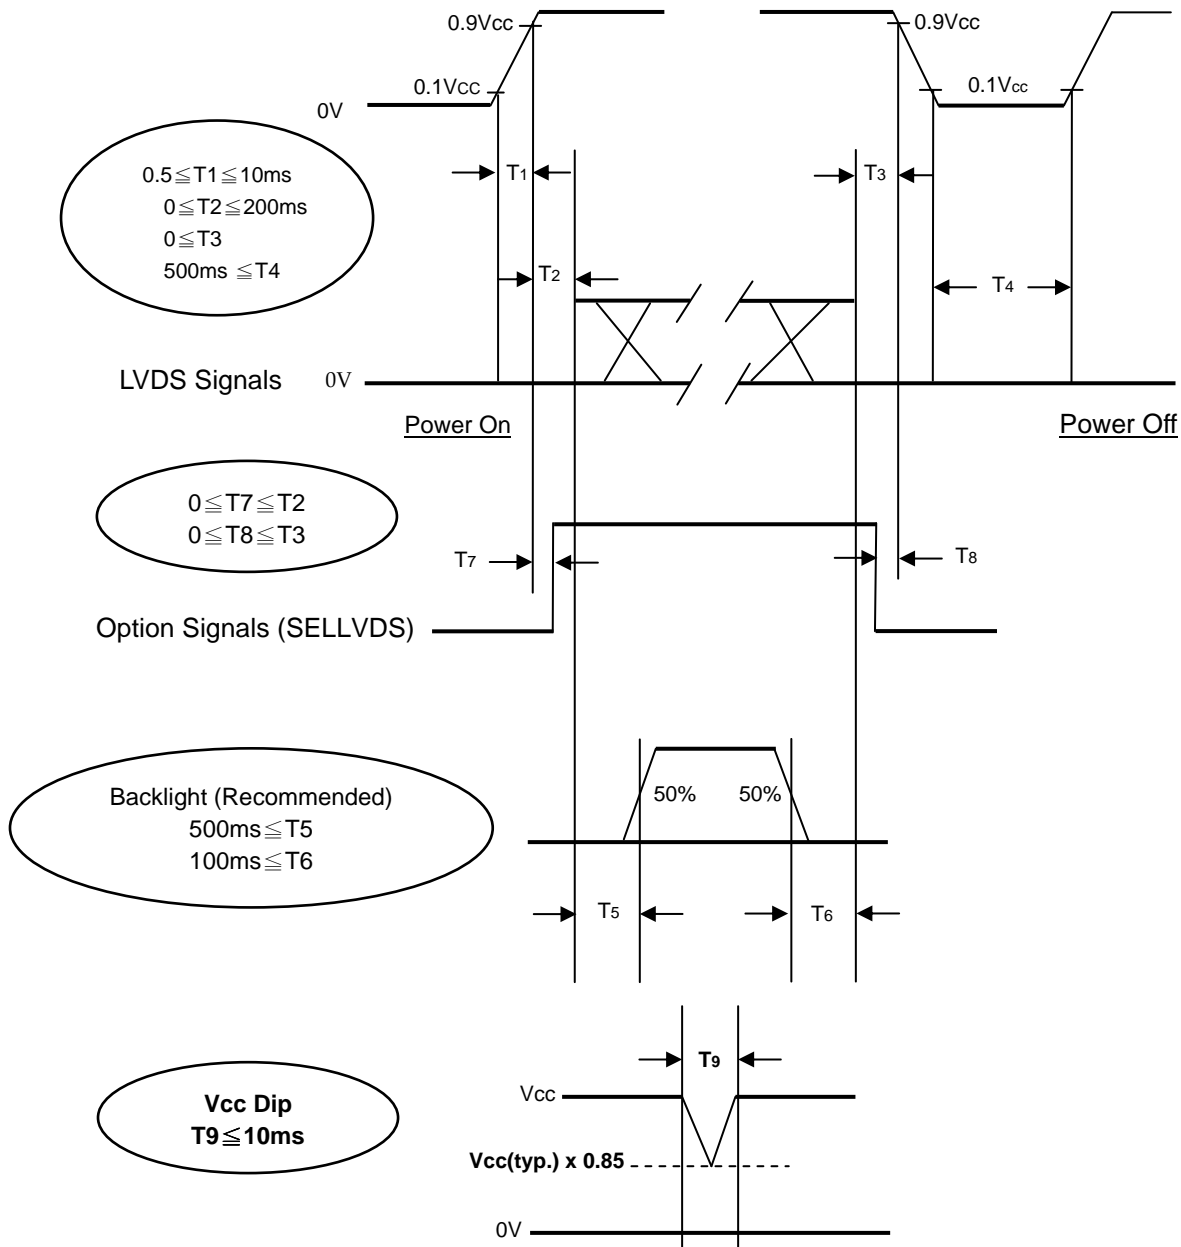 0.9Vcc
0.9Vcc
0.1Vcc
0.1Vcc
0V
0.5≦T1≦10ms
0≦T2≦200ms
0≦T3
500ms ≦T4
T1
T3
T2
T4
LVDS Signals
0V
Power On
Power Off
0≦T7≦T2
0≦T8≦T3
T7
T8
Option Signals (SELLVDS)
Backlight (Recommended)
500ms≦T5
100ms≦T6
50%
50%
T5
T6
T9
Vcc Dip
T9≦10ms
Vcc
Vcc(typ.) x 0.85
0V